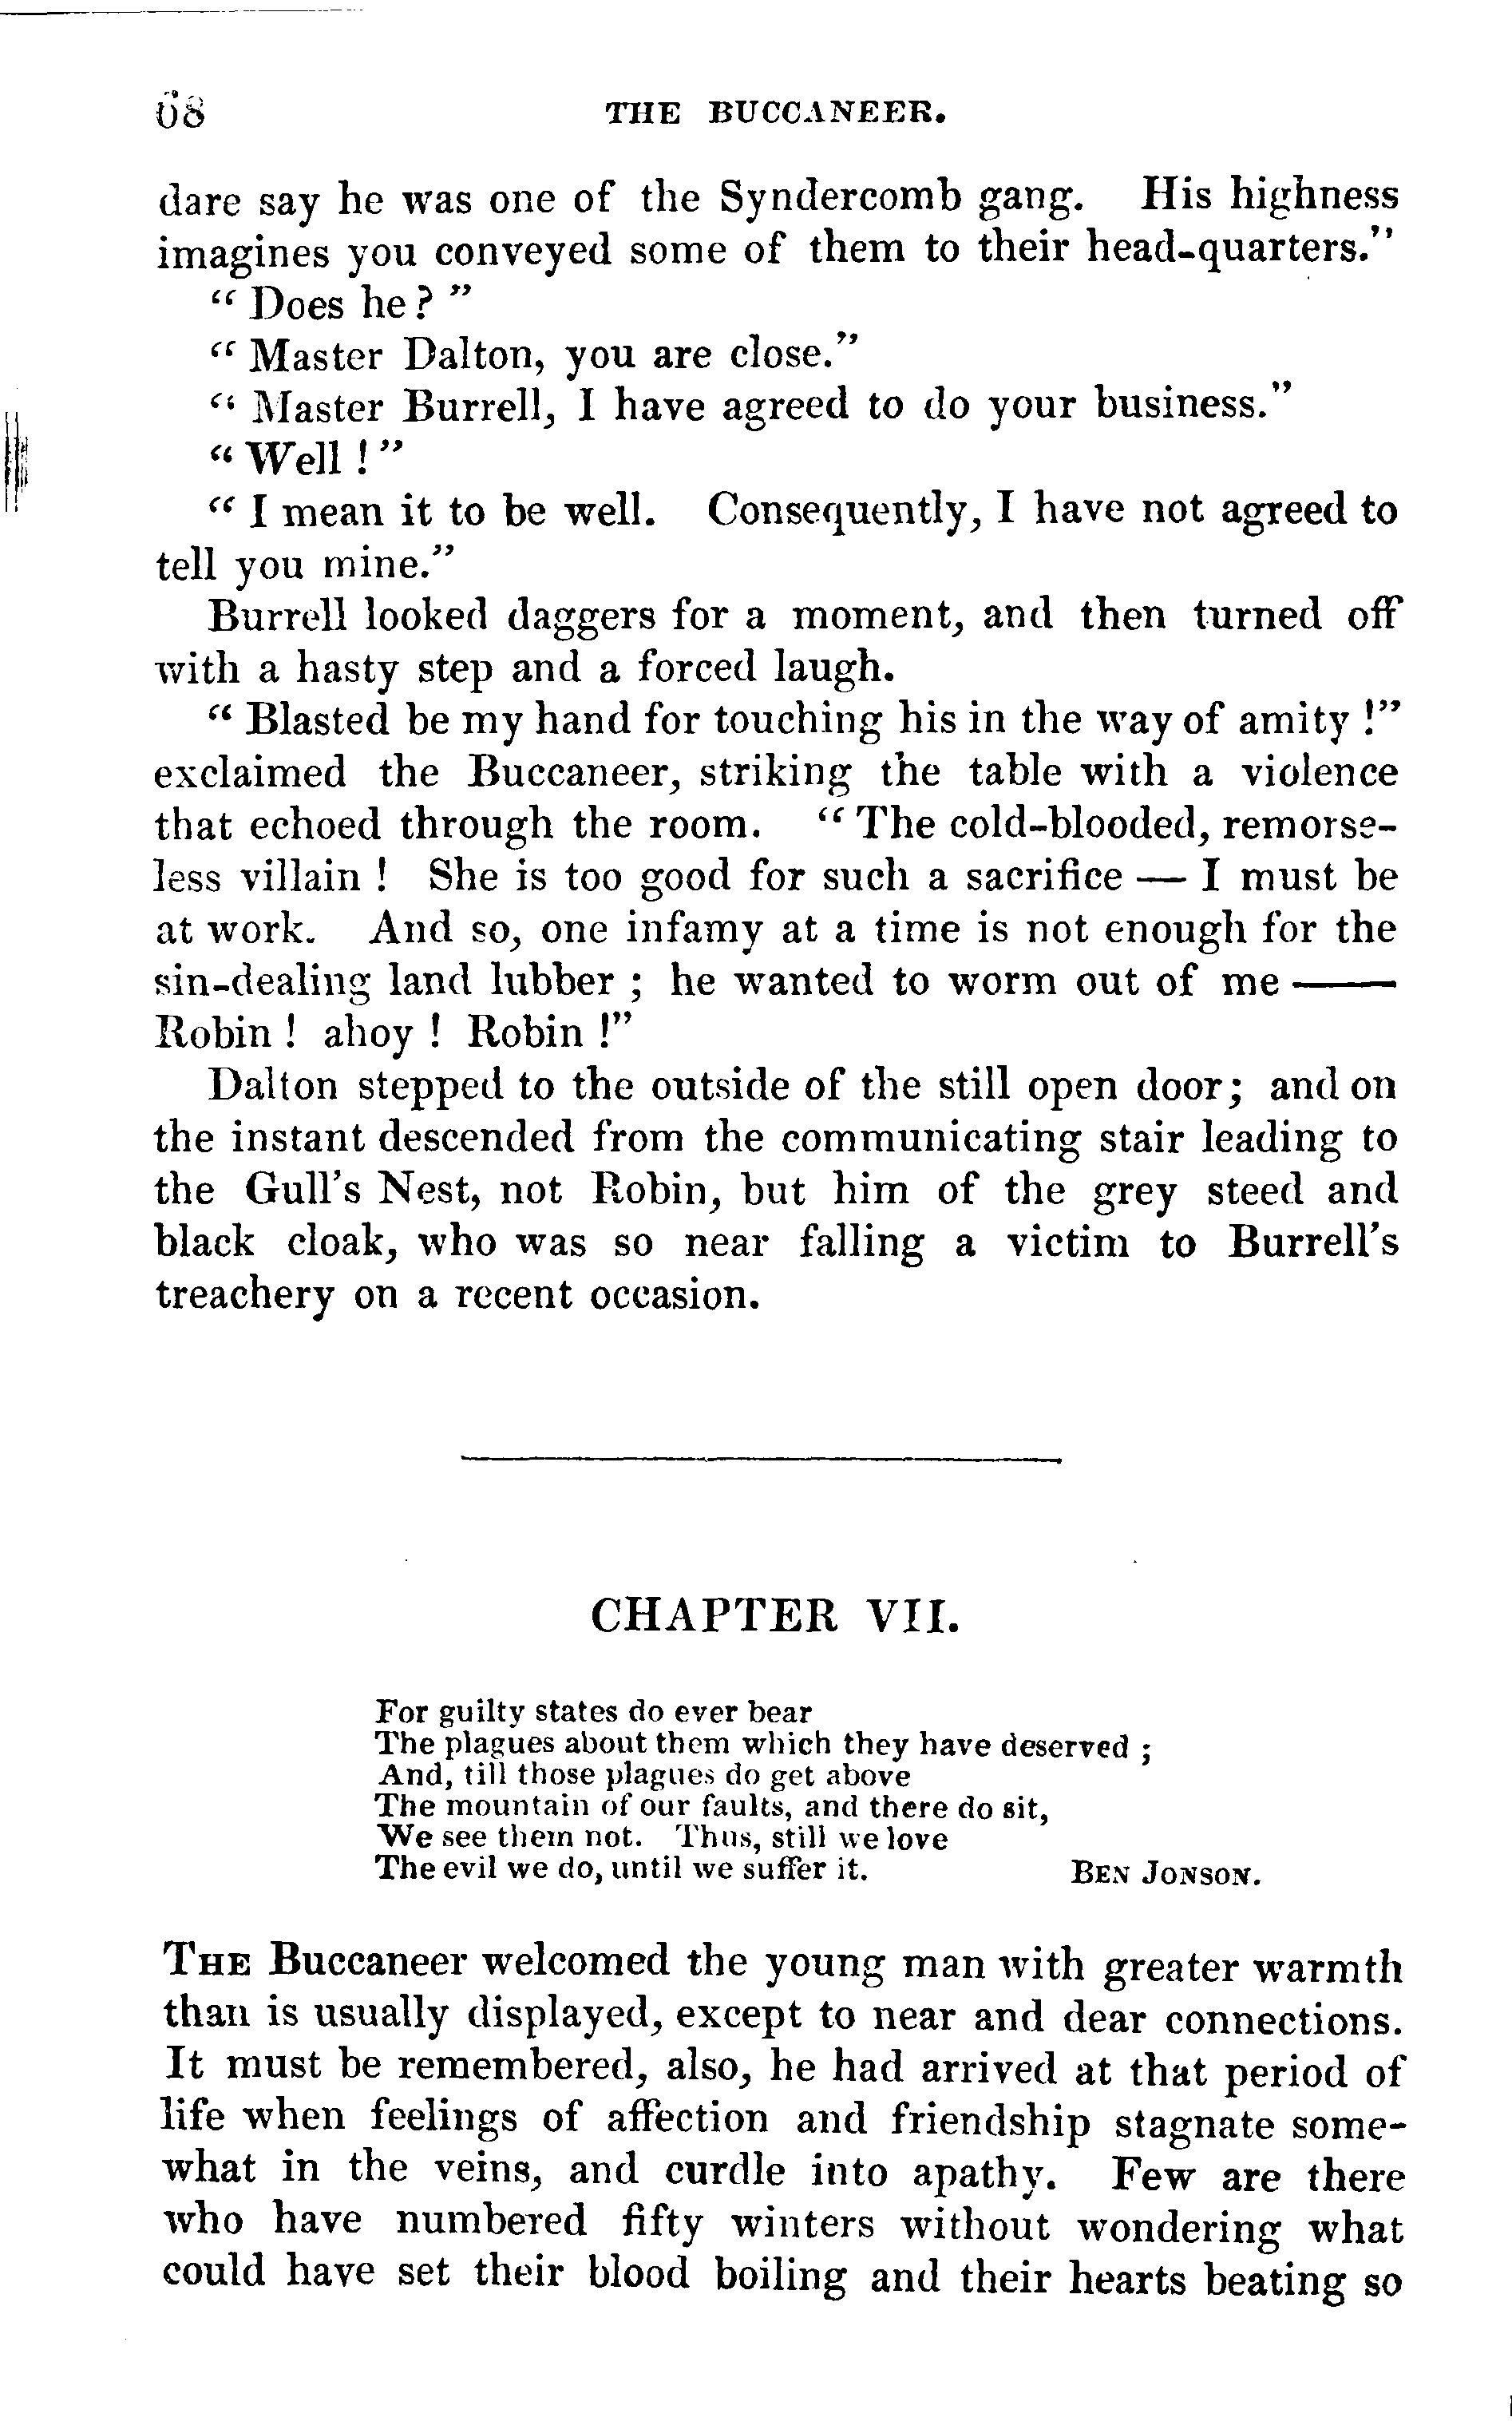 68 THE BUCCANEER.
dare say he was one of the Syndercomb gang. His highness
imagines you conveyed some of them to their head-quarters."
"Does he?"
"Master Dalton, you are close."
"Master Burrell, I have agreed to do your business."
"Well!"
"I mean it to be well. Consequently, I have not agreed to
tell you mine."
Burrell looked daggers for a moment, and then turned off
with a hasty step and a forced laugh.
"Blasted be my hand for touching his in the way of amity!"
exclaimed the Buccaneer, striking the table with a violence
that echoed through the room. "The cold-blooded, remorse-
less villain! She is too good for such a sacrifice — I must be
at work. And so, one infamy at a time is not enough for the
sin-dealing land lubber; he wanted to worm out of me ——
Robin! ahoy! Robin!"
Dalton stepped to the outside of the still open door; and on
the instant descended from the communicating stair leading to
the Gull's Nest, not Robin, but him of the grey steed and
black cloak, who was so near falling a victim to Burrell's
treachery on a recent occasion.
CHAPTER VII.
For guilty states do ever bear
The plagues about them which they have deserved;
And, till those plagues do get above
The mountain of our faults, and there do sit,
We see them not. Thus, still we love
The evil we do, until we suffer it. BEN JONSON.
THE Buccaneer welcomed the young man with greater warmth
than is usually displayed, except to near and dear connections.
It must be remembered, also, he had arrived at that period of
life when feelings of affection and friendship stagnate some-
what in the veins, and curdle into apathy. Few are there
who have numbered fifty winters without wondering what
could have set their blood boiling and their hearts beating so